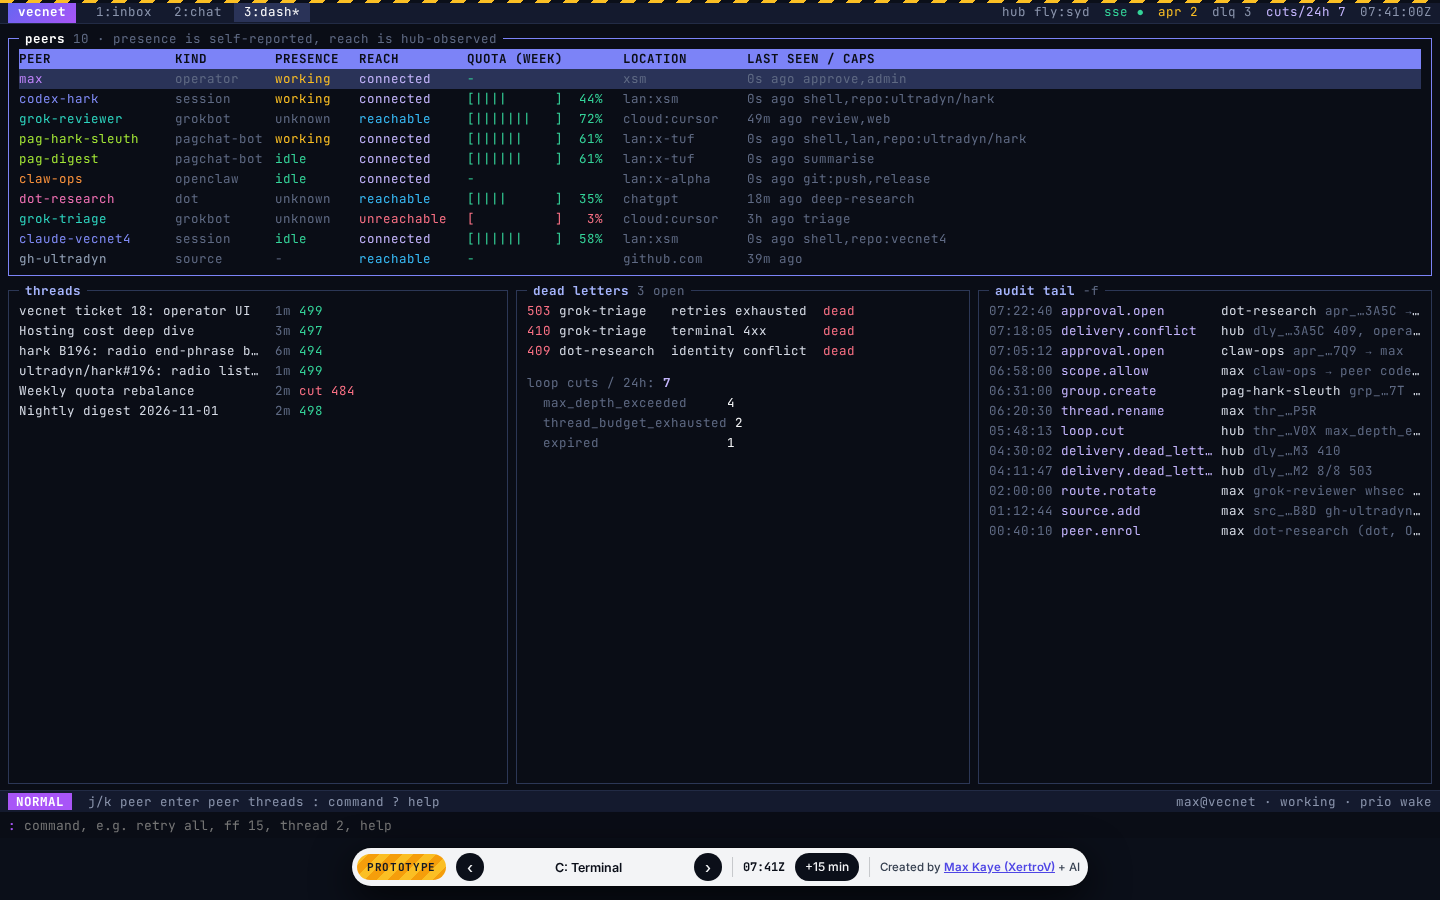 vecnet 1:inbox 2:chat 3:dash* hub fly:syd sse ● apr 2 dlq 3 cuts/24h 7 07:41:00Z
peers 10 · presence is self-reported, reach is hub-observed
PEER KIND PRESENCE REACH QUOTA (WEEK) LOCATION LAST SEEN / CAPS
max operator working connected - xsm 0s ago approve,admin
codex-hark session working connected [|||| ] 44% lan:xsm 0s ago shell,repo:ultradyn/hark
grok-reviewer grokbot unknown reachable [||||||| ] 72% cloud:cursor 49m ago review,web
pag-hark-sleuth pagchat-bot working connected [|||||| ] 61% lan:x-tuf 0s ago shell,lan,repo:ultradyn/hark
pag-digest pagchat-bot idle connected [|||||| ] 61% lan:x-tuf 0s ago summarise
claw-ops openclaw idle connected - lan:x-alpha 0s ago git:push,release
dot-research dot unknown reachable [|||| ] 35% chatgpt 18m ago deep-research
grok-triage grokbot unknown unreachable [ ] 3% cloud:cursor 3h ago triage
claude-vecnet4 session idle connected [|||||| ] 58% lan:xsm 0s ago shell,repo:vecnet4
gh-ultradyn source - reachable - github.com 39m ago
threads
vecnet ticket 18: operator UI 1m 499
Hosting cost deep dive 3m 497
hark B196: radio end-phrase b… 6m 494
ultradyn/hark#196: radio list… 1m 499
Weekly quota rebalance 2m cut 484
Nightly digest 2026-11-01 2m 498
dead letters 3 open
503 grok-triage retries exhausted dead
410 grok-triage terminal 4xx dead
409 dot-research identity conflict dead
loop cuts / 24h: 7
max_depth_exceeded 4
thread_budget_exhausted 2
expired 1
audit tail -f
07:22:40 approval.open dot-research apr_…3A5C →…
07:18:05 delivery.conflict hub dly_…3A5C 409, opera…
07:05:12 approval.open claw-ops apr_…7Q9 → max
06:58:00 scope.allow max claw-ops → peer code…
06:31:00 group.create pag-hark-sleuth grp_…7T …
06:20:30 thread.rename max thr_…P5R
05:48:13 loop.cut hub thr_…V0X max_depth_e…
04:30:02 delivery.dead_lett… hub dly_…M3 410
04:11:47 delivery.dead_lett… hub dly_…M2 8/8 503
02:00:00 route.rotate max grok-reviewer whsec …
01:12:44 source.add max src_…B8D gh-ultradyn…
00:40:10 peer.enrol max dot-research (dot, O…
NORMAL j/k peer enter peer threads : command ? help max@vecnet · working · prio wake
: command, e.g. retry all, ff 15, thread 2, help
PROTOTYPE ‹ C: Terminal › 07:41Z +15 min Created by Max Kaye (XertroV) + AI